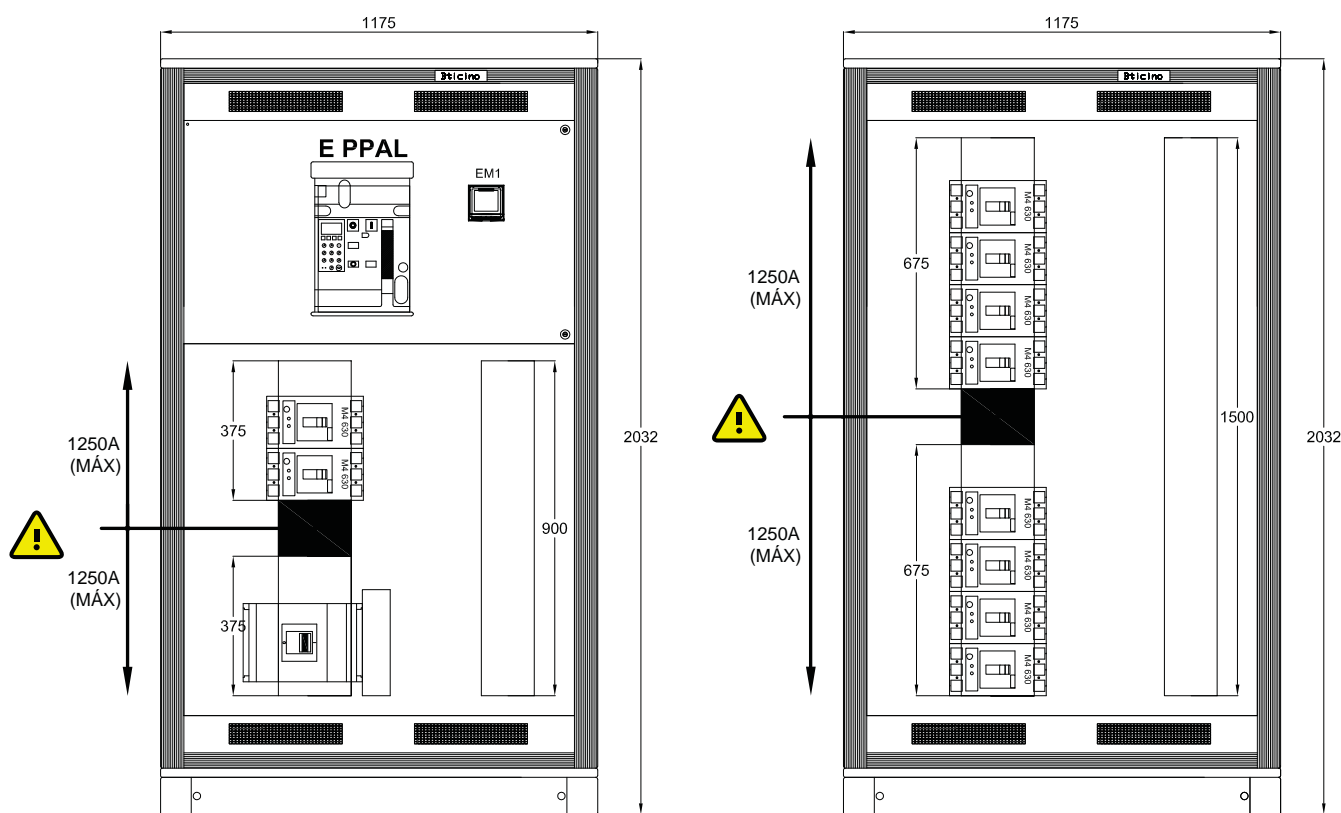 1175
Bticino
E PPAL
EM1
M4 630
M4 630
375
1250A
(MÁX)
1250A
(MÁX)
375
900
2032
1175
Bticino
M4 630
M4 630
M4 630
M4 630
675
1250A
(MÁX)
1250A
(MÁX)
675
M4 630
M4 630
M4 630
M4 630
1500
2032